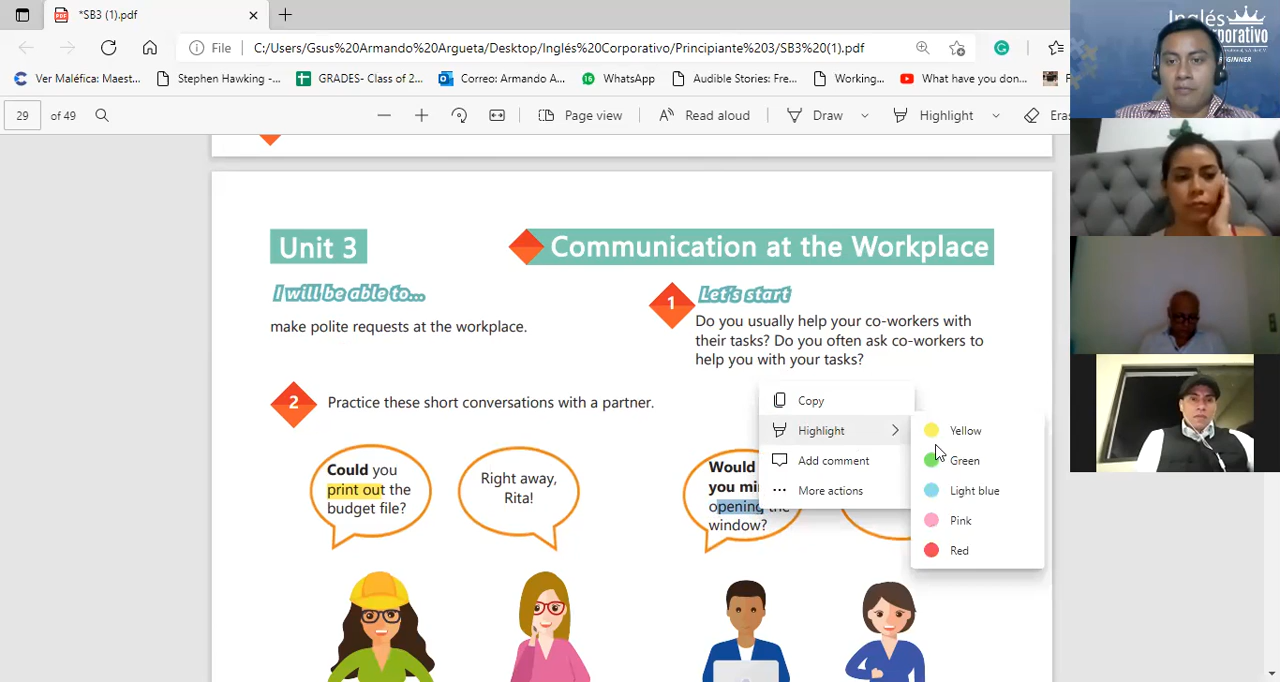 *SB3 (1).pdf
File C:/Users/Gsus%20Armando%20Argueta/Desktop/Inglés%20Corporativo/Principiante%203/SB3%20(1).pdf
Ver Maléfica: Maest... Stephen Hawking -... GRADES- Class of 2... Correo: Armando A... WhatsApp Audible Stories: Fre... Working... What have you don...
29 of 49 Page view Read aloud Draw Highlight Eras
Inglés
Corporativo
BEGINNER
Unit 3 Communication at the Workplace
I will be able to...
make polite requests at the workplace.
1 Let's start
Do you usually help your co-workers with
their tasks? Do you often ask co-workers to
help you with your tasks?
2 Practice these short conversations with a partner.
Could you
print out the
budget file?
Right away,
Rita!
Would
you min
opening the
window?
Copy
Highlight
Add comment
More actions
Yellow
Green
Light blue
Pink
Red